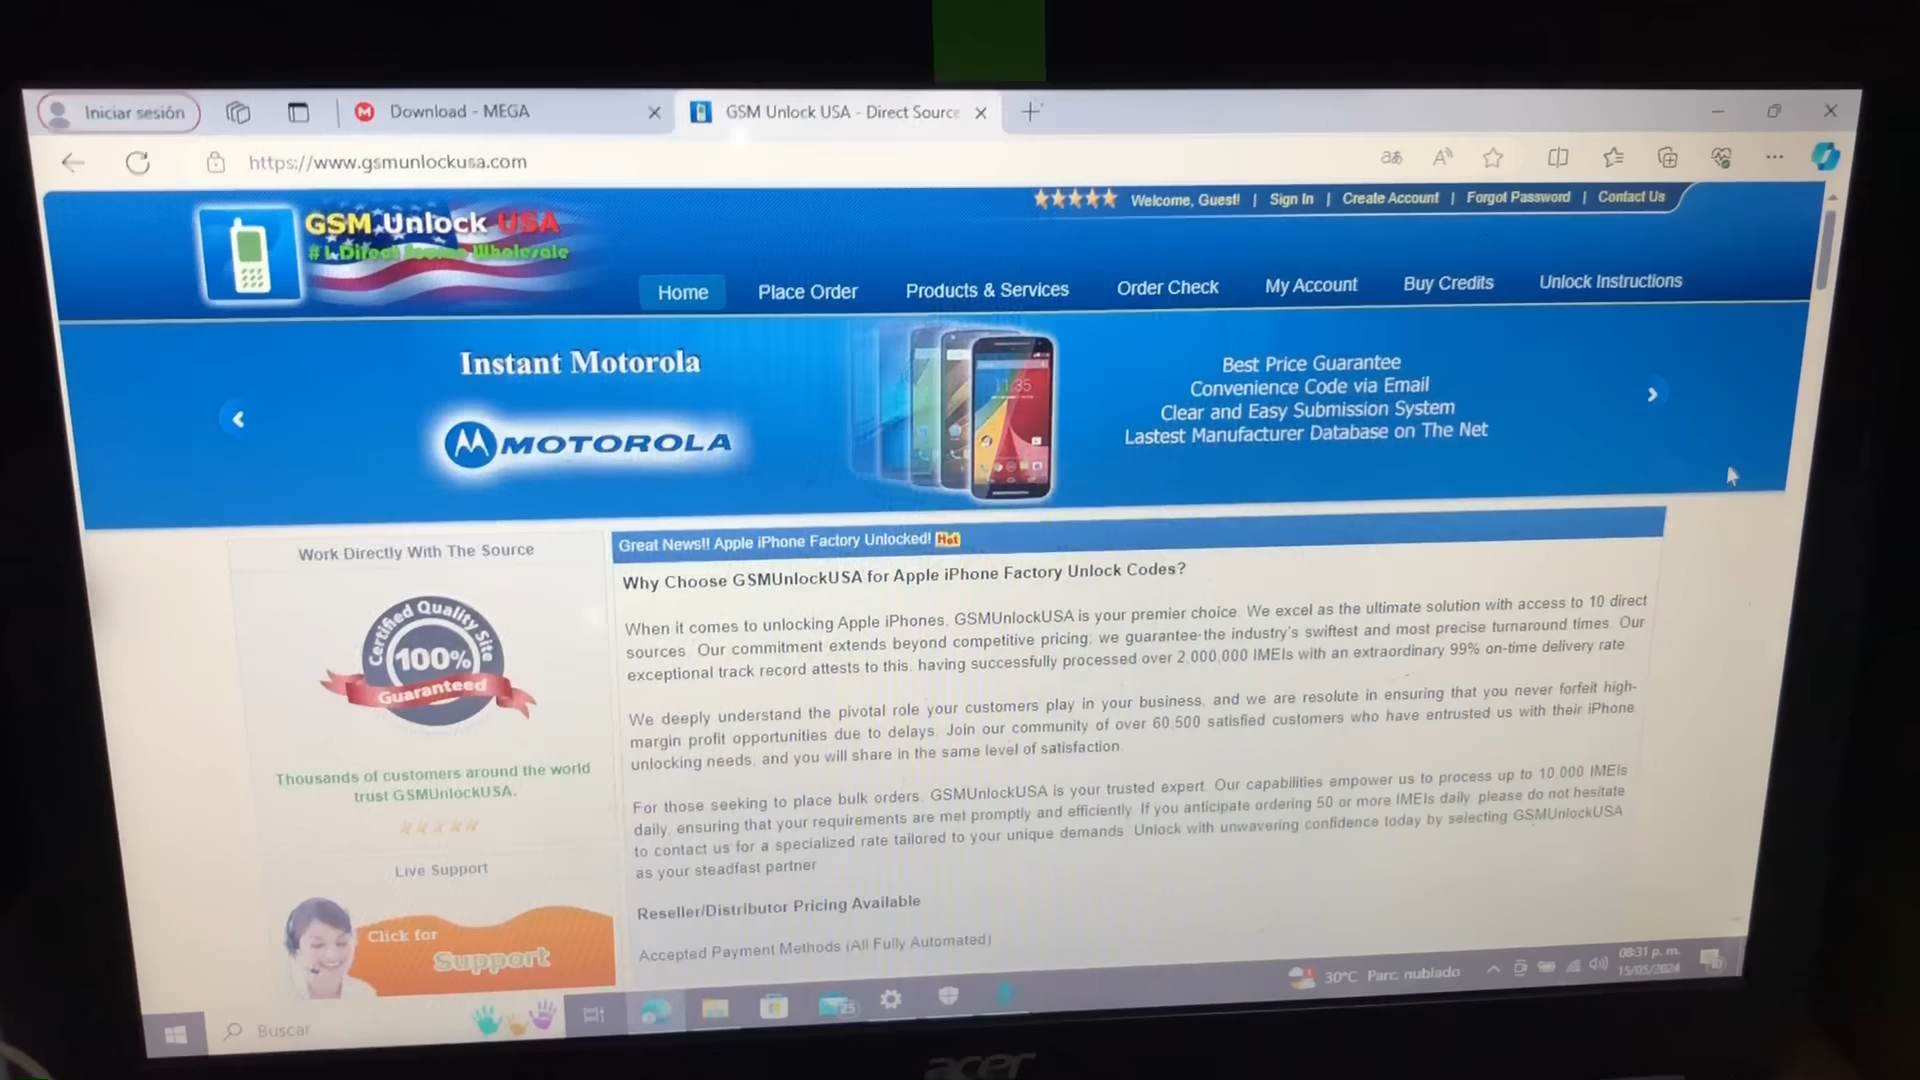 Iniciar sesión
Download - MEGA
GSM Unlock USA - Direct Source
https://www.gsmunlockusa.com
Welcome, Guest! | Sign In | Create Account | Forgot Password | Contact Us
GSM Unlock USA
#1 Direct Source Wholesale
Home
Place Order
Products & Services
Order Check
My Account
Buy Credits
Unlock Instructions
Instant Motorola
MOTOROLA
11:35
Best Price Guarantee
Convenience Code via Email
Clear and Easy Submission System
Lastest Manufacturer Database on The Net
Work Directly With The Source
Certified Quality Site
100%
Guaranteed
Thousands of customers around the world
trust GSMUnlockUSA.
Live Support
Click for
Support
Great News!! Apple iPhone Factory Unlocked! Hot
Why Choose GSMUnlockUSA for Apple iPhone Factory Unlock Codes?
When it comes to unlocking Apple iPhones, GSMUnlockUSA is your premier choice. We excel as the ultimate solution with access to 10 direct
sources. Our commitment extends beyond competitive pricing; we guarantee the industry's swiftest and most precise turnaround times. Our
exceptional track record attests to this, having successfully processed over 2,000,000 IMEIs with an extraordinary 99% on-time delivery rate.
We deeply understand the pivotal role your customers play in your business, and we are resolute in ensuring that you never forfeit high-
margin profit opportunities due to delays. Join our community of over 60,500 satisfied customers who have entrusted us with their iPhone
unlocking needs, and you will share in the same level of satisfaction.
For those seeking to place bulk orders, GSMUnlockUSA is your trusted expert. Our capabilities empower us to process up to 10,000 IMEIs
daily, ensuring that your requirements are met promptly and efficiently. If you anticipate ordering 50 or more IMEIs daily, please do not hesitate
to contact us for a specialized rate tailored to your unique demands. Unlock with unwavering confidence today by selecting GSMUnlockUSA
as your steadfast partner.
Reseller/Distributor Pricing Available
Accepted Payment Methods (All Fully Automated)
Buscar
25
30°C Parc. nublado
08:31 p. m.
15/05/2024
acer